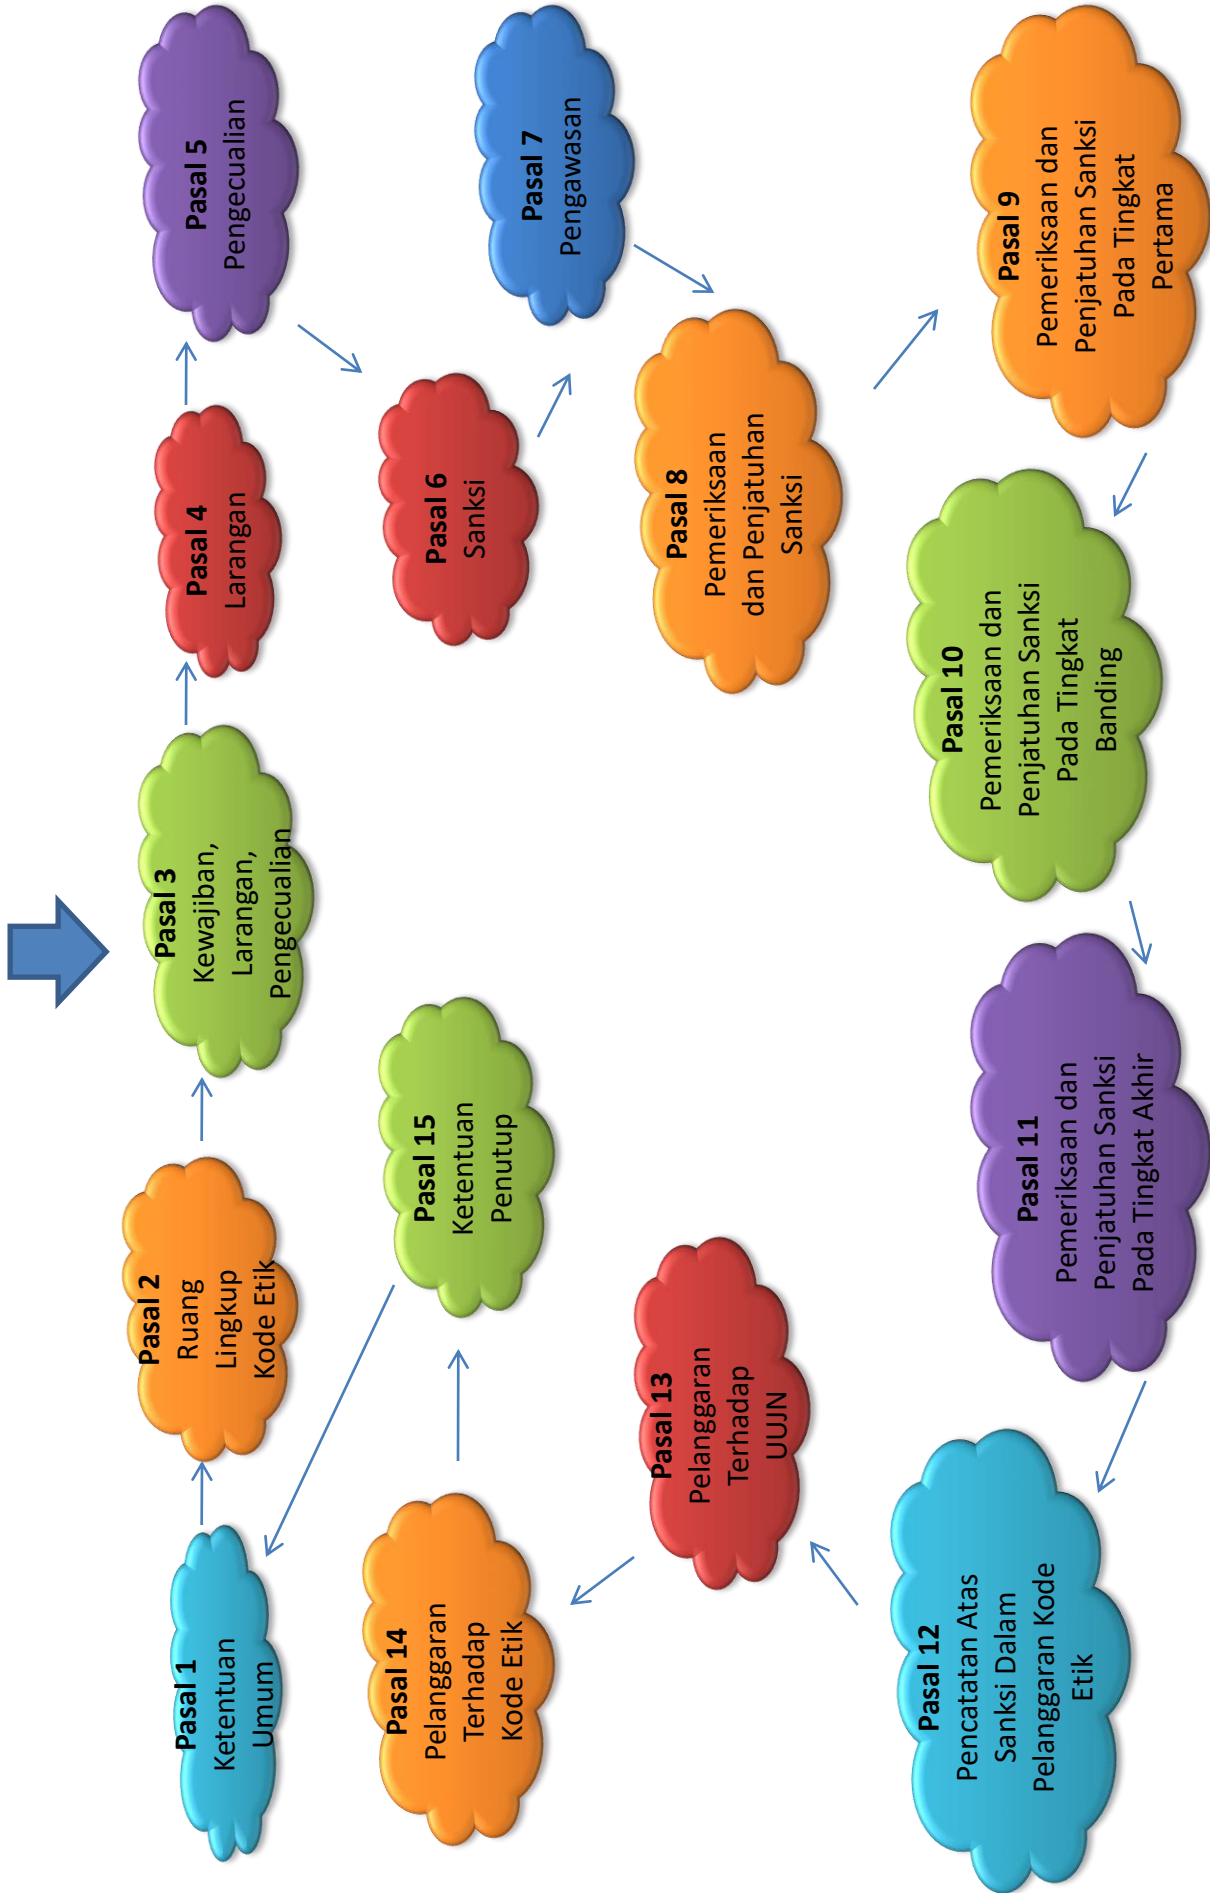 Pasal 1
Ketentuan
Umum
Pasal 2
Ruang
Lingkup
Kode Etik
Pasal 3
Kewajiban,
Larangan,
Pengecualian
Pasal 4
Larangan
Pasal 5
Pengecualian
Pasal 6
Sanksi
Pasal 7
Pengawasan
Pasal 8
Pemeriksaan
dan Penjatuhan
Sanksi
Pasal 9
Pemeriksaan dan
Penjatuhan Sanksi
Pada Tingkat
Pertama
Pasal 10
Pemeriksaan dan
Penjatuhan Sanksi
Pada Tingkat
Banding
Pasal 11
Pemeriksaan dan
Penjatuhan Sanksi
Pada Tingkat Akhir
Pasal 12
Pencatatan Atas
Sanksi Dalam
Pelanggaran Kode
Etik
Pasal 13
Pelanggaran
Terhadap
UUJN
Pasal 14
Pelanggaran
Terhadap
Kode Etik
Pasal 15
Ketentuan
Penutup